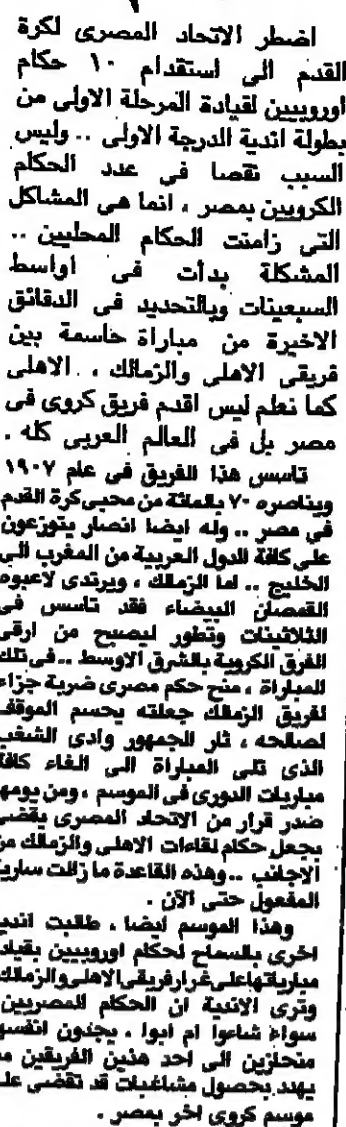 اضطر الاتحاد المصرى لكرة
القدم الى استقدام ١٠ حكام
اوروبيين لقيادة المرحلة الاولى من
بطولة اندية الدرجة الاولى .. وليس
السبب نقصا فى عدد الحكام
الكرويين بمصر ، انما هى المشاكل
التى زامنت الحكام المحليين ..
المشكلة بدأت فى اواسط
السبعينات وبالتحديد فى الدقائق
الاخيرة من مباراة حاسمة بين
فريقى الاهلى والزمالك ، الاهلى
كما نعلم ليس اقدم فريق كروى فى
مصر بل فى العالم العربى كله .
تاسس هذا الفريق فى عام ١٩٠٧
ويناصره ٧٠ بالمائة من محبى كرة القدم
فى مصر .. وله ايضا انصار يتوزعون
على كافة الدول العربية من المغرب الى
الخليج .. اما الزمالك ، ويرتدى لاعبوه
القمصان البيضاء فقد تاسس فى
الثلاثينات وتطور ليصبح من ارقى
الفرق الكروية بالشرق الاوسط .. فى تلك
المباراة ، منح حكم مصرى ضربة جزاء
لفريق الزمالك جعلته يحسم الموقف
لصالحه ، ثار الجمهور وادى الشغب
الذى تلى المباراة الى الغاء كافة
مباريات الدورى فى الموسم ، ومن يومها
صدر قرار من الاتحاد المصرى يقضى
بجعل حكام لقاءات الاهلى والزمالك من
الاجانب .. وهذه القاعدة ما زالت سارية
المفعول حتى الآن .
وهذا الموسم ايضا ، طالبت اندية
اخرى بالسماح لحكام اوروبيين بقيادة
مبارياتها على غرار فريقى الاهلى والزمالك
وترى الاندية ان الحكام المصريين
سواء شاءوا ام ابوا ، يجدون انفسهم
منحازين الى احد هذين الفريقين مما
يهدد بحصول مشاغبات قد تقضى على
موسم كروى اخر بمصر .